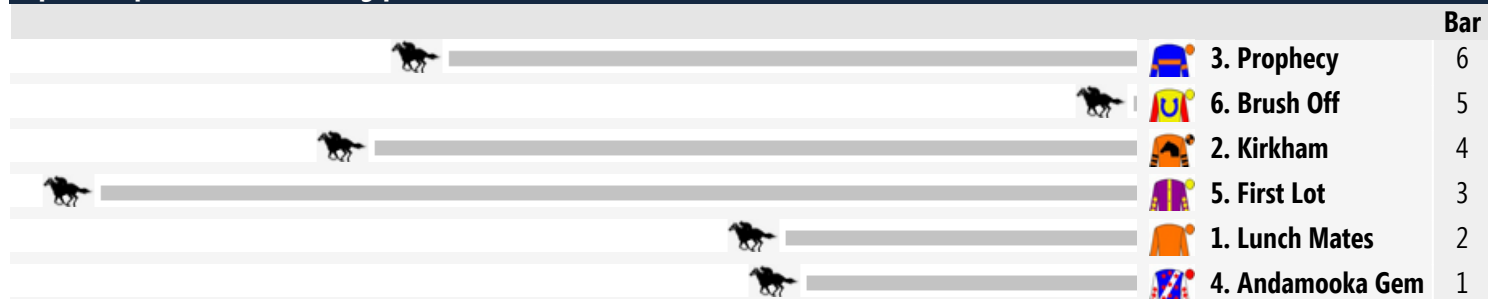 Bar
3. Prophecy 6
6. Brush Off 5
2. Kirkham 4
5. First Lot 3
1. Lunch Mates 2
4. Andamooka Gem 1